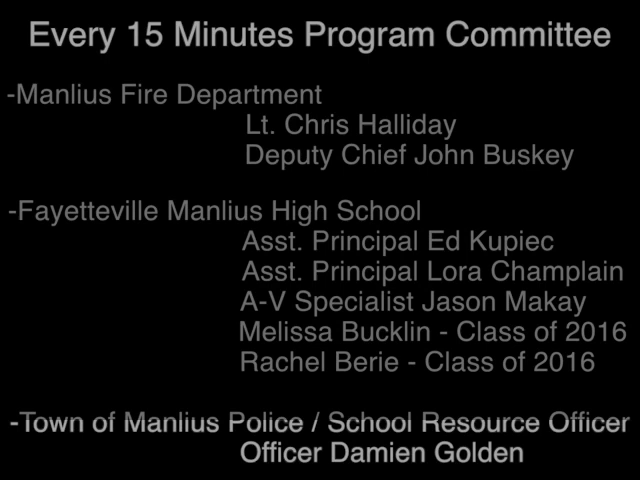 Every 15 Minutes Program Committee
-Manlius Fire Department
Lt. Chris Halliday
Deputy Chief John Buskey
-Fayetteville Manlius High School
Asst. Principal Ed Kupiec
Asst. Principal Lora Champlain
A-V Specialist Jason Makay
Melissa Bucklin - Class of 2016
Rachel Berie - Class of 2016
-Town of Manlius Police / School Resource Officer
Officer Damien Golden